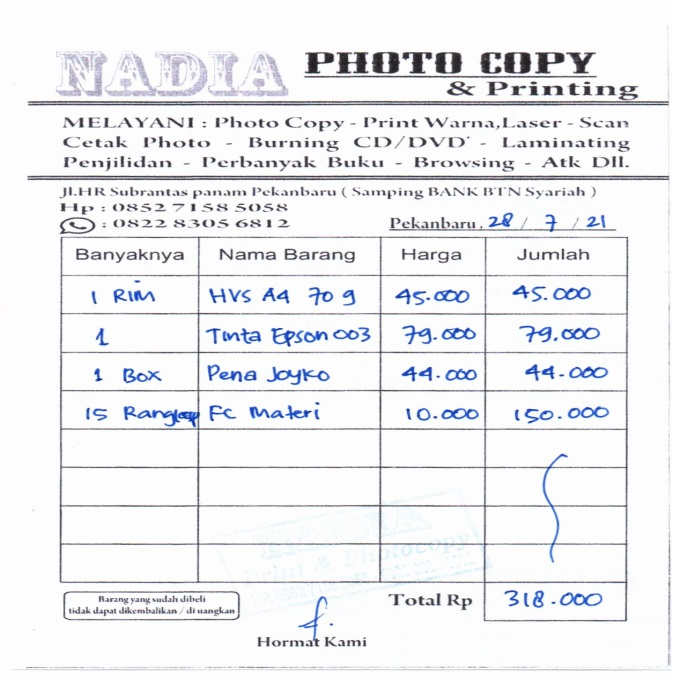 NADIA PHOTO COPY
& Printing
MELAYANI : Photo Copy - Print Warna,Laser - Scan
Cetak Photo - Burning CD/DVD - Laminating
Penjilidan - Perbanyak Buku - Browsing - Atk Dll.
Jl.HR Subrantas panam Pekanbaru ( Samping BANK BTN Syariah )
Hp : 0852 7158 5058
: 0822 8305 6812
Pekanbaru, 28 / 7 / 21
Banyaknya Nama Barang Harga Jumlah
1 Rim HVS A4 70 g 45.000 45.000
1 Tinta Epson 003 79.000 79.000
1 Box Pena Joyko 44.000 44.000
15 Rangkap FC Materi 10.000 150.000
NADIA
Print & Photocopy
Barang yang sudah dibeli
tidak dapat dikembalikan / di uangkan
Total Rp 318.000
Hormat Kami